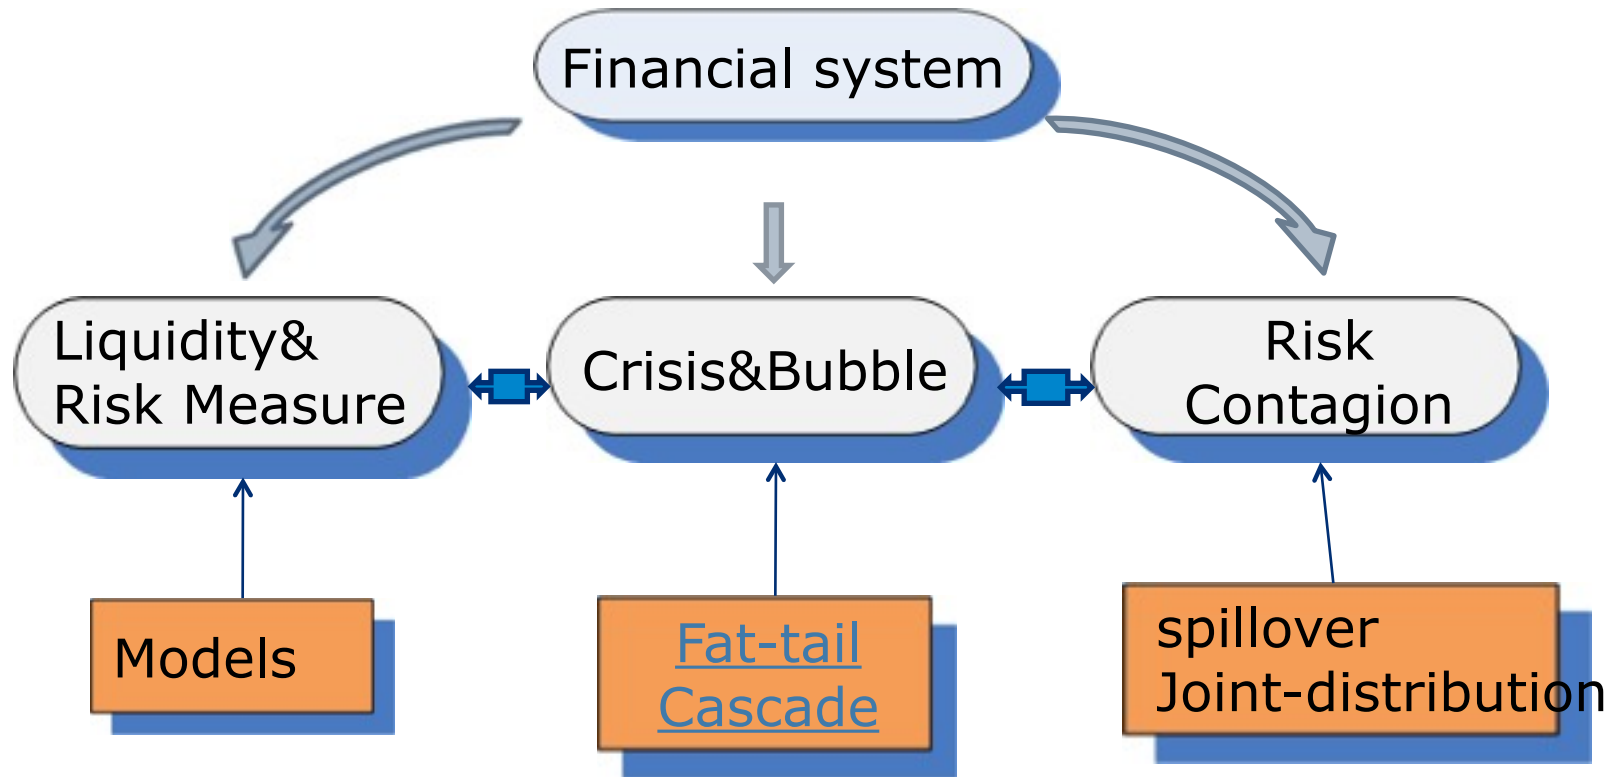 Financial system
Liquidity&
Risk Measure
Crisis&Bubble
Risk
Contagion
Models
Fat-tail
Cascade
spillover
Joint-distribution